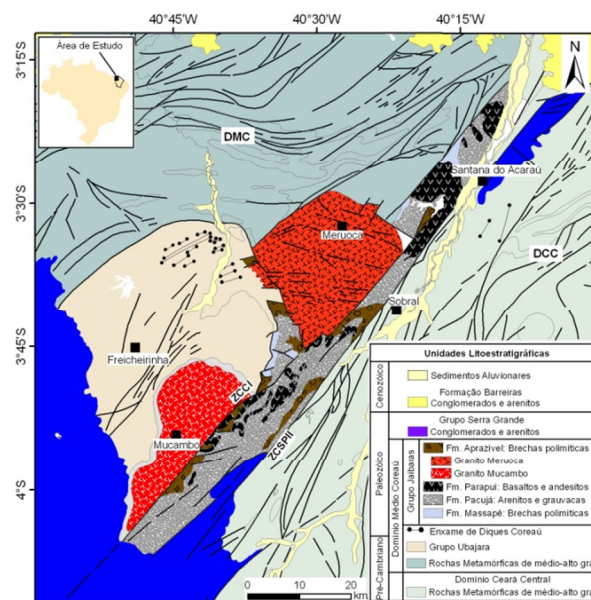 40°45' 40°30' 40°15'
Área de Estudo
N
3°15'S
DMC
Santana do Acaraú
3°30'S
Meruoca
DCC
Sobral
3°45'S
Freicheirinha
ZCCI
Mucambo
ZCSPII
4°S
0 10 20
km
Unidades Litoestratigráficas
Cenozóico
Sedimentos Aluvionares
Formação Barreiras
Conglomerados e arenitos
Paleozóico
Grupo Serra Grande
Conglomerados e arenitos
Domínio Médio Coreaú
Grupo Jaibaras
Fm. Aprazível: Brechas polimiticas
Granito Meruoca
Granito Mucambo
Fm. Parapui: Basaltos e andesitos
Fm. Pacujá: Arenitos e grauvacas
Fm. Massapê: Brechas polimiticas
Enxame de Diques Coreaú
Pré-Cambriano
Grupo Ubajara
Rochas Metamórficas de médio-alto gra
Domínio Ceará Central
Rochas Metamórficas de médio-alto gra